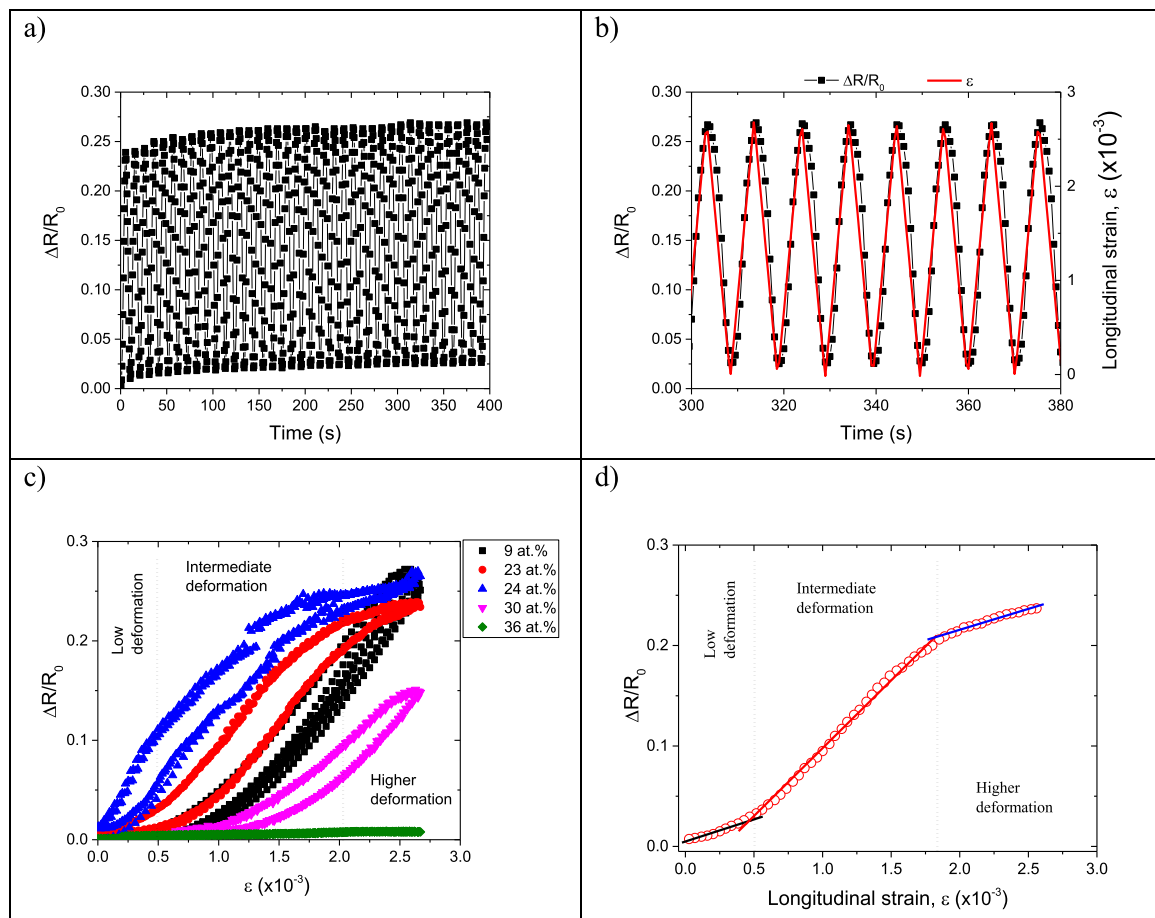 a)
0.30
0.25
0.20
0.15
0.10
0.05
0.00
ΔR/R0
0 50 100 150 200 250 300 350 400
Time (s)
b)
ΔR/R0 ε
0.30
0.25
0.20
0.15
0.10
0.05
0.00
ΔR/R0
3
2
1
0
Longitudinal strain, ε (x10-3)
300 320 340 360 380
Time (s)
c)
0.3
0.2
0.1
0.0
ΔR/R0
Low
deformation
Intermediate
deformation
Higher
deformation
9 at.%
23 at.%
24 at.%
30 at.%
36 at.%
0.0 0.5 1.0 1.5 2.0 2.5 3.0
ε (x10-3)
d)
0.3
0.2
0.1
0.0
ΔR/R0
Low
deformation
Intermediate
deformation
Higher
deformation
0.0 0.5 1.0 1.5 2.0 2.5 3.0
Longitudinal strain, ε (x10-3)